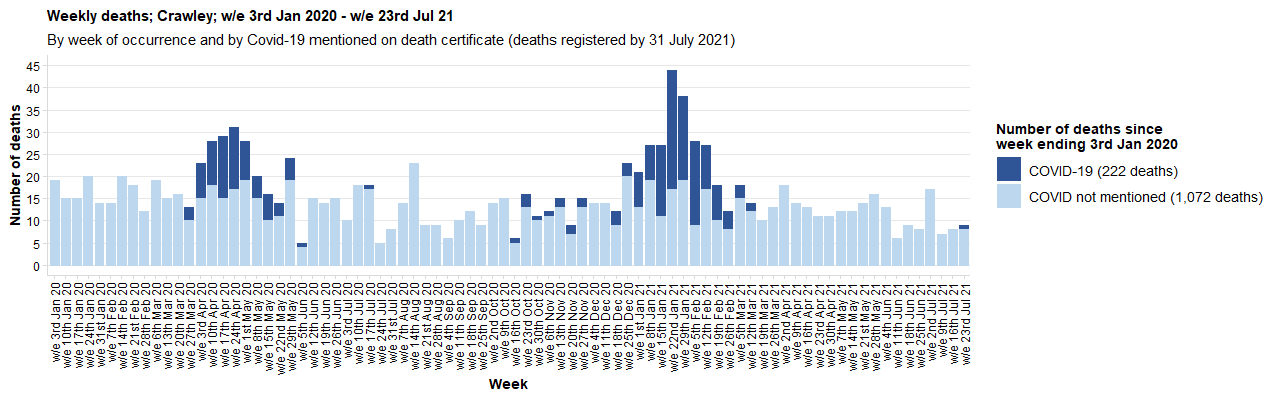 Weekly deaths; Crawley; w/e 3rd Jan 2020 - w/e 23rd Jul 21
By week of occurrence and by Covid-19 mentioned on death certificate (deaths registered by 31 July 2021)
Number of deaths
45
40
35
30
25
20
15
10
5
0
w/e 3rd Jan 20
w/e 10th Jan 20
w/e 17th Jan 20
w/e 24th Jan 20
w/e 31st Jan 20
w/e 7th Feb 20
w/e 14th Feb 20
w/e 21st Feb 20
w/e 28th Feb 20
w/e 6th Mar 20
w/e 13th Mar 20
w/e 20th Mar 20
w/e 27th Mar 20
w/e 3rd Apr 20
w/e 10th Apr 20
w/e 17th Apr 20
w/e 24th Apr 20
w/e 1st May 20
w/e 8th May 20
w/e 15th May 20
w/e 22nd May 20
w/e 29th May 20
w/e 5th Jun 20
w/e 12th Jun 20
w/e 19th Jun 20
w/e 26th Jun 20
w/e 3rd Jul 20
w/e 10th Jul 20
w/e 17th Jul 20
w/e 24th Jul 20
w/e 31st Jul 20
w/e 7th Aug 20
w/e 14th Aug 20
w/e 21st Aug 20
w/e 28th Aug 20
w/e 4th Sep 20
w/e 11th Sep 20
w/e 18th Sep 20
w/e 25th Sep 20
w/e 2nd Oct 20
w/e 9th Oct 20
w/e 16th Oct 20
w/e 23rd Oct 20
w/e 30th Oct 20
w/e 6th Nov 20
w/e 13th Nov 20
w/e 20th Nov 20
w/e 27th Nov 20
w/e 4th Dec 20
w/e 11th Dec 20
w/e 18th Dec 20
w/e 25th Dec 20
w/e 1st Jan 21
w/e 8th Jan 21
w/e 15th Jan 21
w/e 22nd Jan 21
w/e 29th Jan 21
w/e 5th Feb 21
w/e 12th Feb 21
w/e 19th Feb 21
w/e 26th Feb 21
w/e 5th Mar 21
w/e 12th Mar 21
w/e 19th Mar 21
w/e 26th Mar 21
w/e 2nd Apr 21
w/e 9th Apr 21
w/e 16th Apr 21
w/e 23rd Apr 21
w/e 30th Apr 21
w/e 7th May 21
w/e 14th May 21
w/e 21st May 21
w/e 28th May 21
w/e 4th Jun 21
w/e 11th Jun 21
w/e 18th Jun 21
w/e 25th Jun 21
w/e 2nd Jul 21
w/e 9th Jul 21
w/e 16th Jul 21
w/e 23rd Jul 21
Week
Number of deaths since
week ending 3rd Jan 2020
COVID-19 (222 deaths)
COVID not mentioned (1,072 deaths)